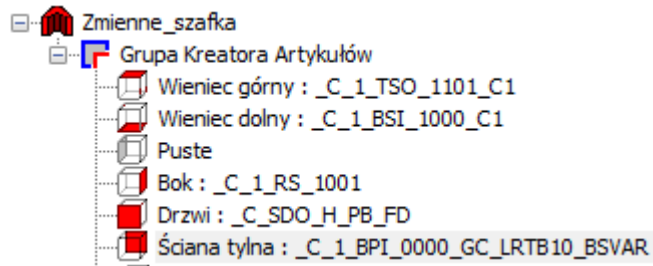 Zmienne_szafka
Grupa Kreatora Artykułów
Wieniec górny : _C_1_TSO_1101_C1
Wieniec dolny : _C_1_BSI_1000_C1
Puste
Bok : _C_1_RS_1001
Drzwi : _C_SDO_H_PB_FD
Ściana tylna : _C_1_BPI_0000_GC_LRTB10_BSVAR